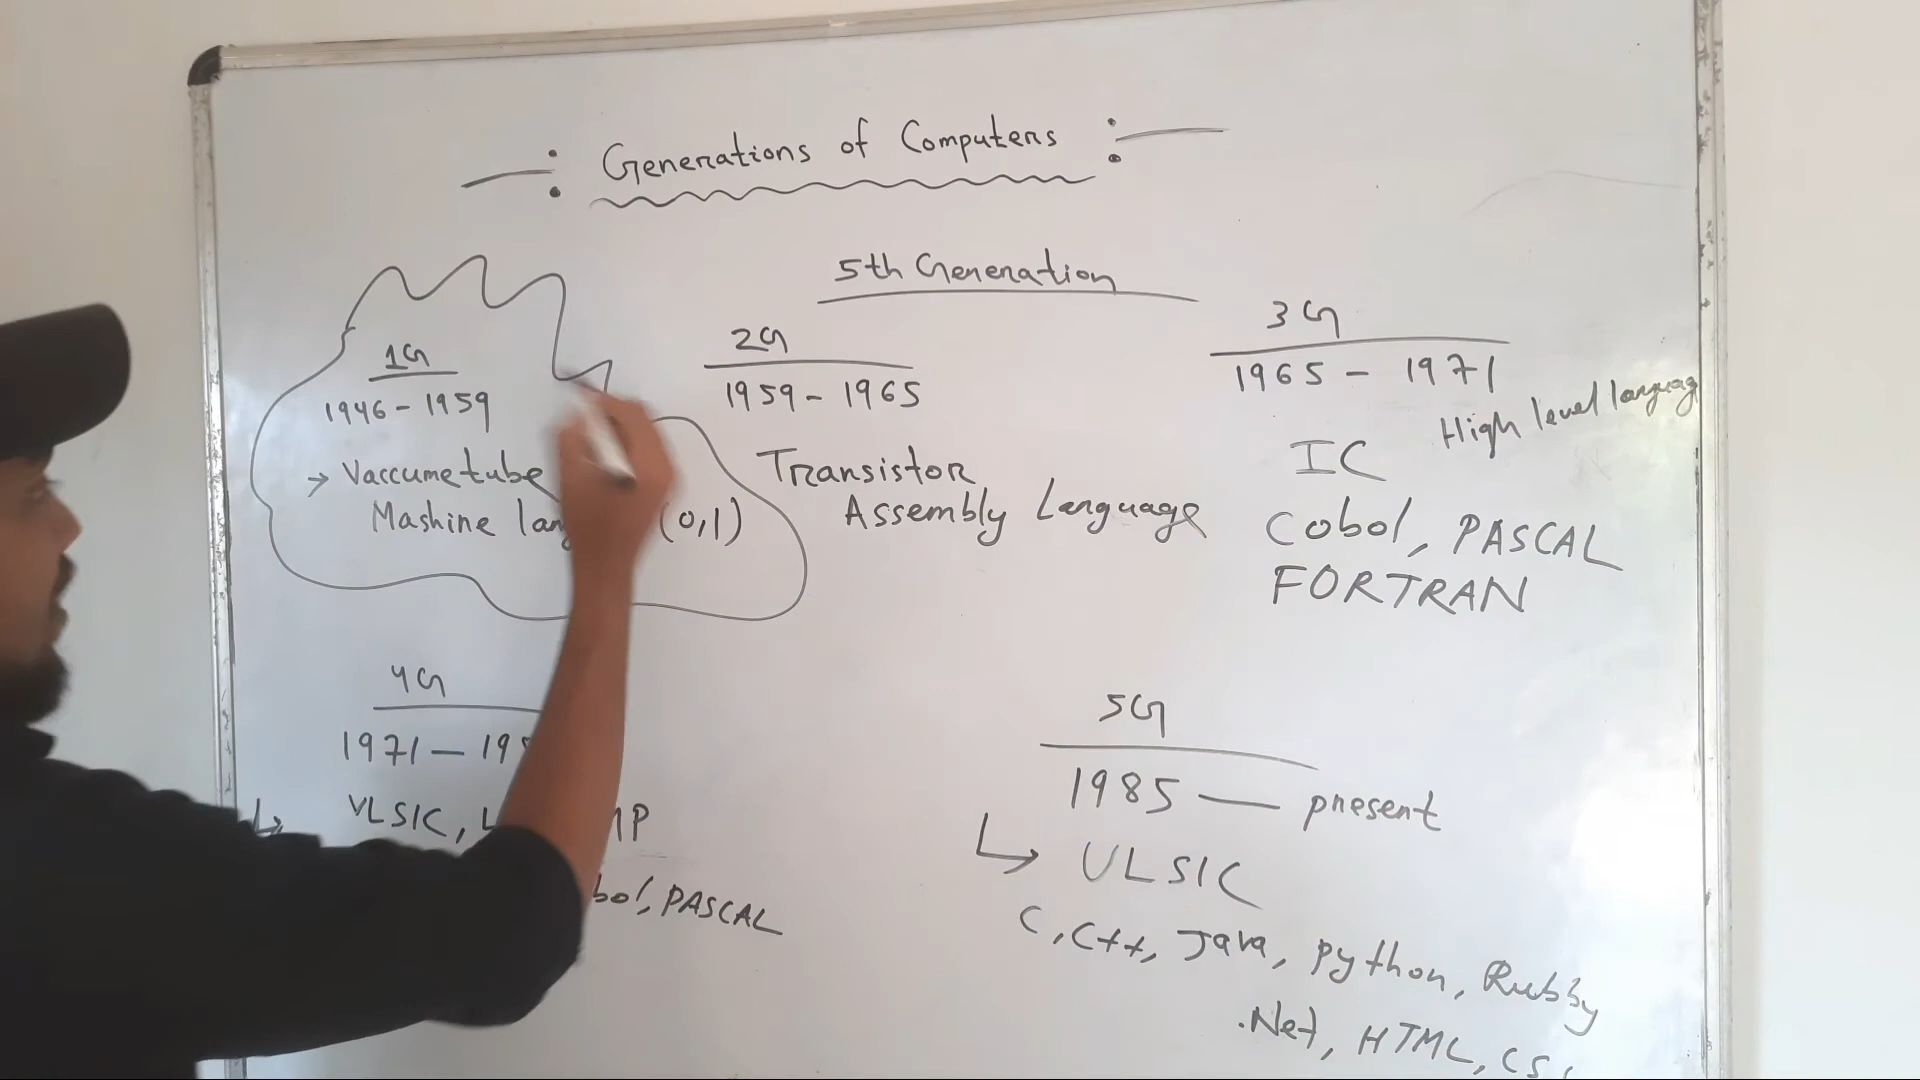 Generations of Computers
5th Generation
1G
1946 - 1959
→ Vaccumetube
Mashine (0,1)
2G
1959 - 1965
Transistor
Assembly Language
3G
1965 - 1971
High level languag
IC
Cobol, PASCAL
FORTRAN
4G
1971 — 19
VLSIC,
PASCAL
5G
1985 — present
↳ ULSIC
C, C++, Java, Python, Rubby
.Net, HTML,